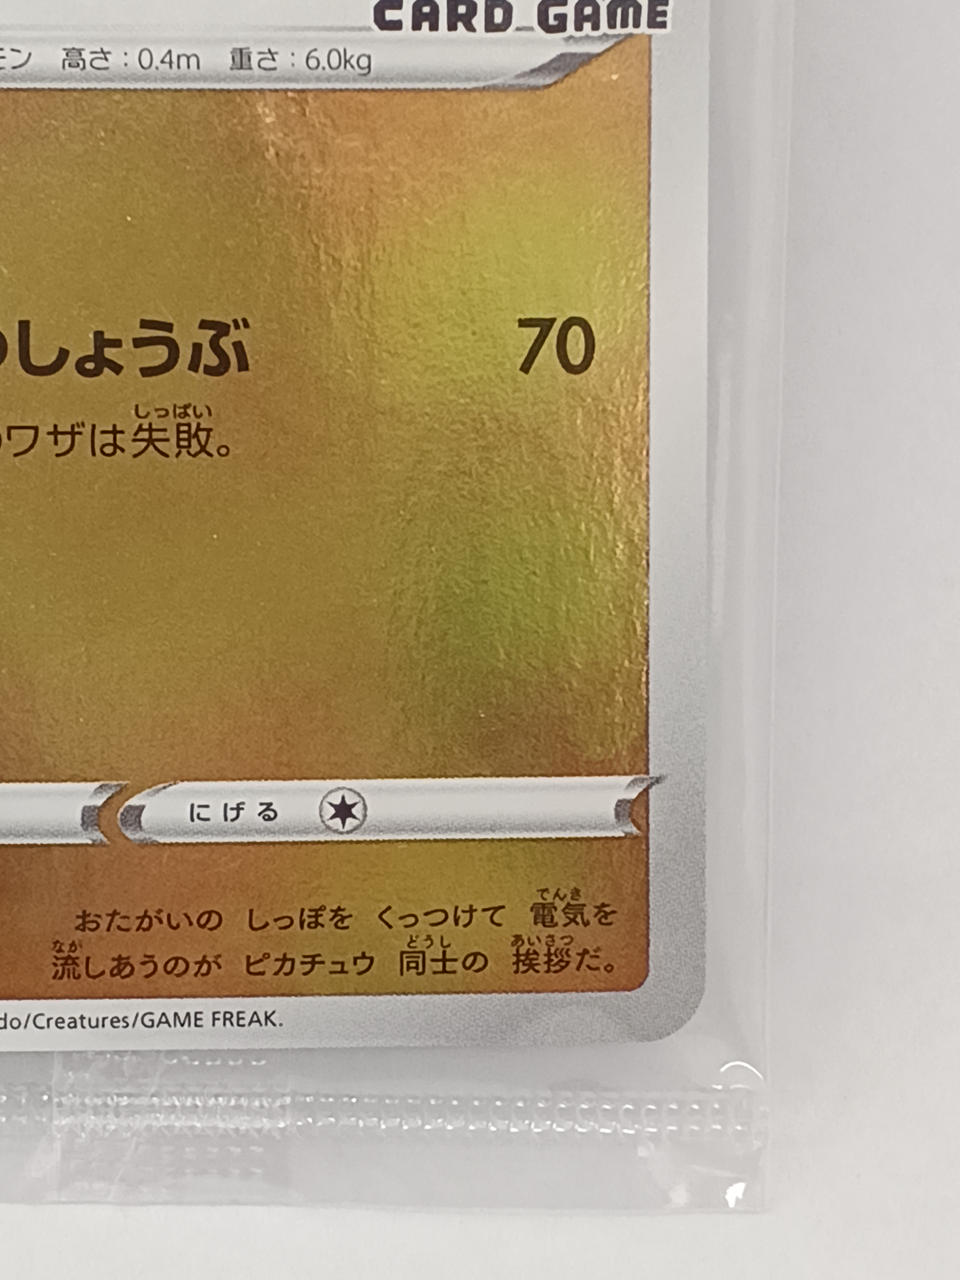 CARD GAME
モン 高さ：0.4m 重さ：6.0kg
しょうぶ 70
しっぱい
のワザは失敗。
にげる
でんき
おたがいの しっぽを くっつけて 電気を
なが どうし あいさつ
流しあうのが ピカチュウ 同士の 挨拶だ。
do/Creatures/GAME FREAK.